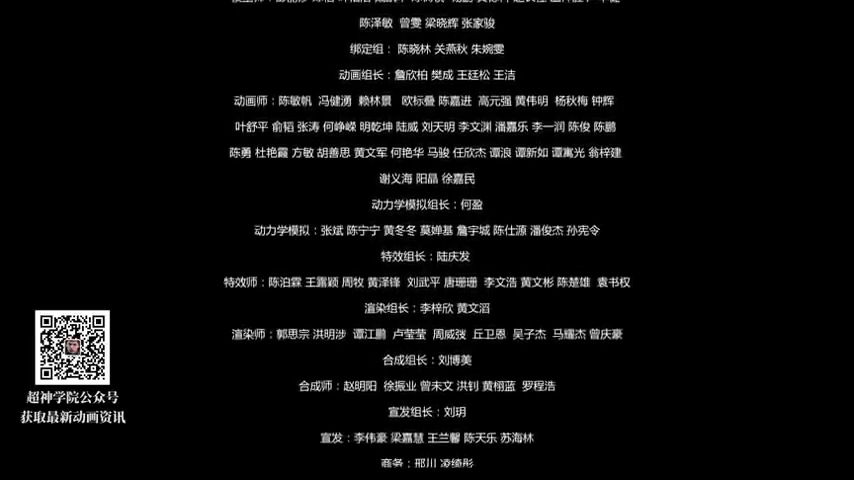 陈泽敏 曾雯 梁晓辉 张家骏
绑定组： 陈晓林 关燕秋 朱婉雯
动画组长：詹欣柏 樊成 王廷松 王洁
动画师：陈敏帆 冯健湧 赖林景 欧标叠 陈嘉进 高元强 黄伟明 杨秋梅 钟辉
叶舒平 俞韬 张涛 何峥嵘 明乾坤 陆威 刘天明 李文渊 潘嘉乐 李一润 陈俊 陈鹏
陈勇 杜艳霞 方敏 胡善思 黄文军 何艳华 马骏 任欣杰 谭浪 谭新如 谭寓光 翁梓建
谢义海 阳晶 徐嘉民
动力学模拟组长：何盈
动力学模拟：张斌 陈宁宁 黄冬冬 莫婵基 詹宇城 陈仕源 潘俊杰 孙宪令
特效组长：陆庆发
特效师：陈泊霖 王露颖 周牧 黄泽锋 刘武平 唐珊珊 李文浩 黄文彬 陈楚雄 袁书权
渲染组长：李梓欣 黄文滔
渲染师：郭思宗 洪明涉 谭江鹏 卢莹莹 周威弢 丘卫恩 吴子杰 马耀杰 曾庆豪
合成组长：刘博美
合成师：赵明阳 徐振业 曾末文 洪钊 黄栩蓝 罗程浩
宣发组长：刘玥
宣发：李伟豪 梁嘉慧 王兰馨 陈天乐 苏海林
商务：邢川 凌绮彤
超神学院公众号
获取最新动画资讯